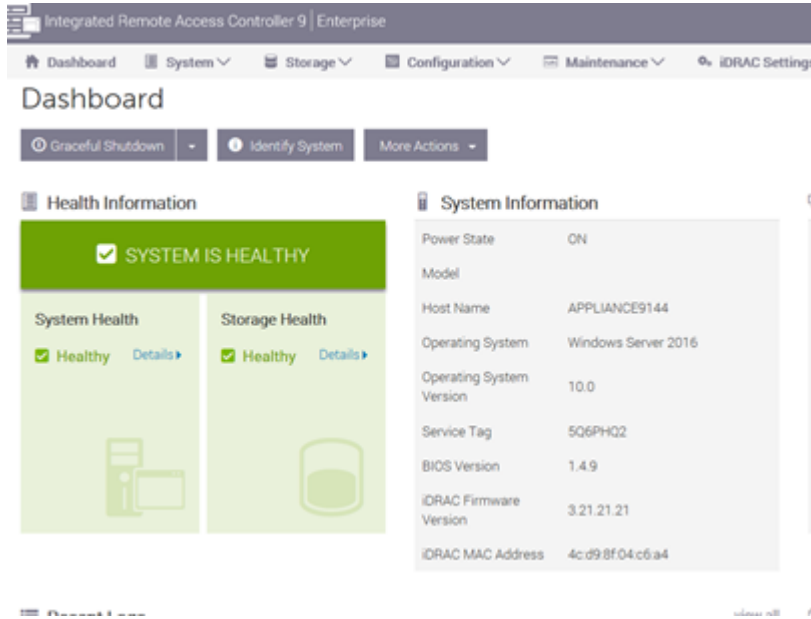 Integrated Remote Access Controller 9 | Enterprise
Dashboard System Storage Configuration Maintenance iDRAC Settings
Dashboard
Graceful Shutdown Identify System More Actions
Health Information
SYSTEM IS HEALTHY
System Health Storage Health
Healthy Details Healthy Details
System Information
Power State ON
Model
Host Name APPLIANCE9144
Operating System Windows Server 2016
Operating System
Version 10.0
Service Tag 5Q6PHQ2
BIOS Version 1.4.9
iDRAC Firmware
Version 3.21.21.21
iDRAC MAC Address 4c:d9:8f:04:c6:a4
Recent Logs view all